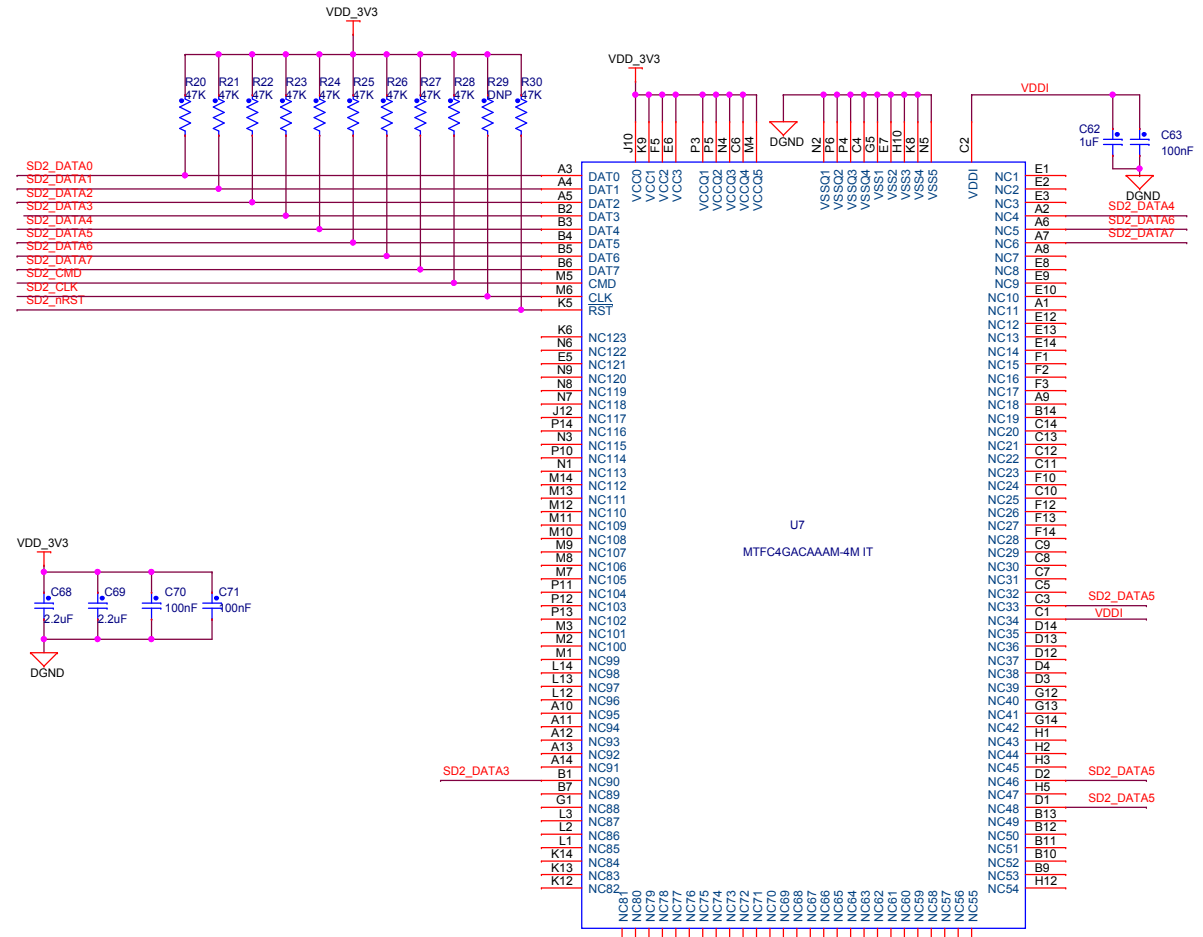 VDD_3V3
R20 R21 R22 R23 R24 R25 R26 R27 R28 R29 R30
47K 47K 47K 47K 47K 47K 47K 47K 47K DNP 47K
VDD_3V3
J10 K9 F5 E6 P3 P5 N4 C6 M4
DGND
N2 P6 P4 C4 G5 E7 H10 K8 N5
C2
VDDI
C62
1uF
C63
100nF
DGND
VCC0 VCC1 VCC2 VCC3 VCCQ1 VCCQ2 VCCQ3 VCCQ4 VCCQ5
VSSQ1 VSSQ2 VSSQ3 VSSQ4 VSS1 VSS2 VSS3 VSS4 VSS5
VDDI
SD2_DATA0 A3 DAT0
SD2_DATA1 A4 DAT1
SD2_DATA2 A5 DAT2
SD2_DATA3 B2 DAT3
SD2_DATA4 B3 DAT4
SD2_DATA5 B4 DAT5
SD2_DATA6 B5 DAT6
SD2_DATA7 B6 DAT7
SD2_CMD M5 CMD
SD2_CLK M6 CLK
SD2_nRST K5 RST
K6 NC123
N6 NC122
E5 NC121
N9 NC120
N8 NC119
N7 NC118
J12 NC117
P14 NC116
N3 NC115
P10 NC114
N1 NC113
M14 NC112
M13 NC111
M12 NC110
M11 NC109
M10 NC108
M9 NC107
M8 NC106
M7 NC105
P11 NC104
P12 NC103
P13 NC102
M3 NC101
M2 NC100
M1 NC99
L14 NC98
L13 NC97
L12 NC96
A10 NC95
A11 NC94
A12 NC93
A13 NC92
A14 NC91
SD2_DATA3 B1 NC90
B7 NC89
G1 NC88
L3 NC87
L2 NC86
L1 NC85
K14 NC84
K13 NC83
K12 NC82
U7
MTFC4GACAAAM-4M IT
NC1 E1
NC2 E2
NC3 E3
NC4 A2 SD2_DATA4
NC5 A6 SD2_DATA6
NC6 A7 SD2_DATA7
NC7 A8
NC8 E8
NC9 E9
NC10 E10
NC11 A1
NC12 E12
NC13 E13
NC14 E14
NC15 F1
NC16 F2
NC17 F3
NC18 A9
NC19 B14
NC20 C14
NC21 C13
NC22 C12
NC23 C11
NC24 F10
NC25 C10
NC26 F12
NC27 F13
NC28 F14
NC29 C9
NC30 C8
NC31 C7
NC32 C5
NC33 C3 SD2_DATA5
NC34 C1 VDDI
NC35 D14
NC36 D13
NC37 D12
NC38 D4
NC39 D3
NC40 G12
NC41 G13
NC42 G14
NC43 H1
NC44 H2
NC45 H3
NC46 D2 SD2_DATA5
NC47 H5
NC48 D1 SD2_DATA5
NC49 B13
NC50 B12
NC51 B11
NC52 B10
NC53 B9
NC54 H12
NC81 NC80 NC79 NC78 NC77 NC76 NC75 NC74 NC73 NC72 NC71 NC70 NC69 NC68 NC67 NC66 NC65 NC64 NC63 NC62 NC61 NC60 NC59 NC58 NC57 NC56 NC55
VDD_3V3
C68 C69 C70 C71
2.2uF 2.2uF 100nF 100nF
DGND